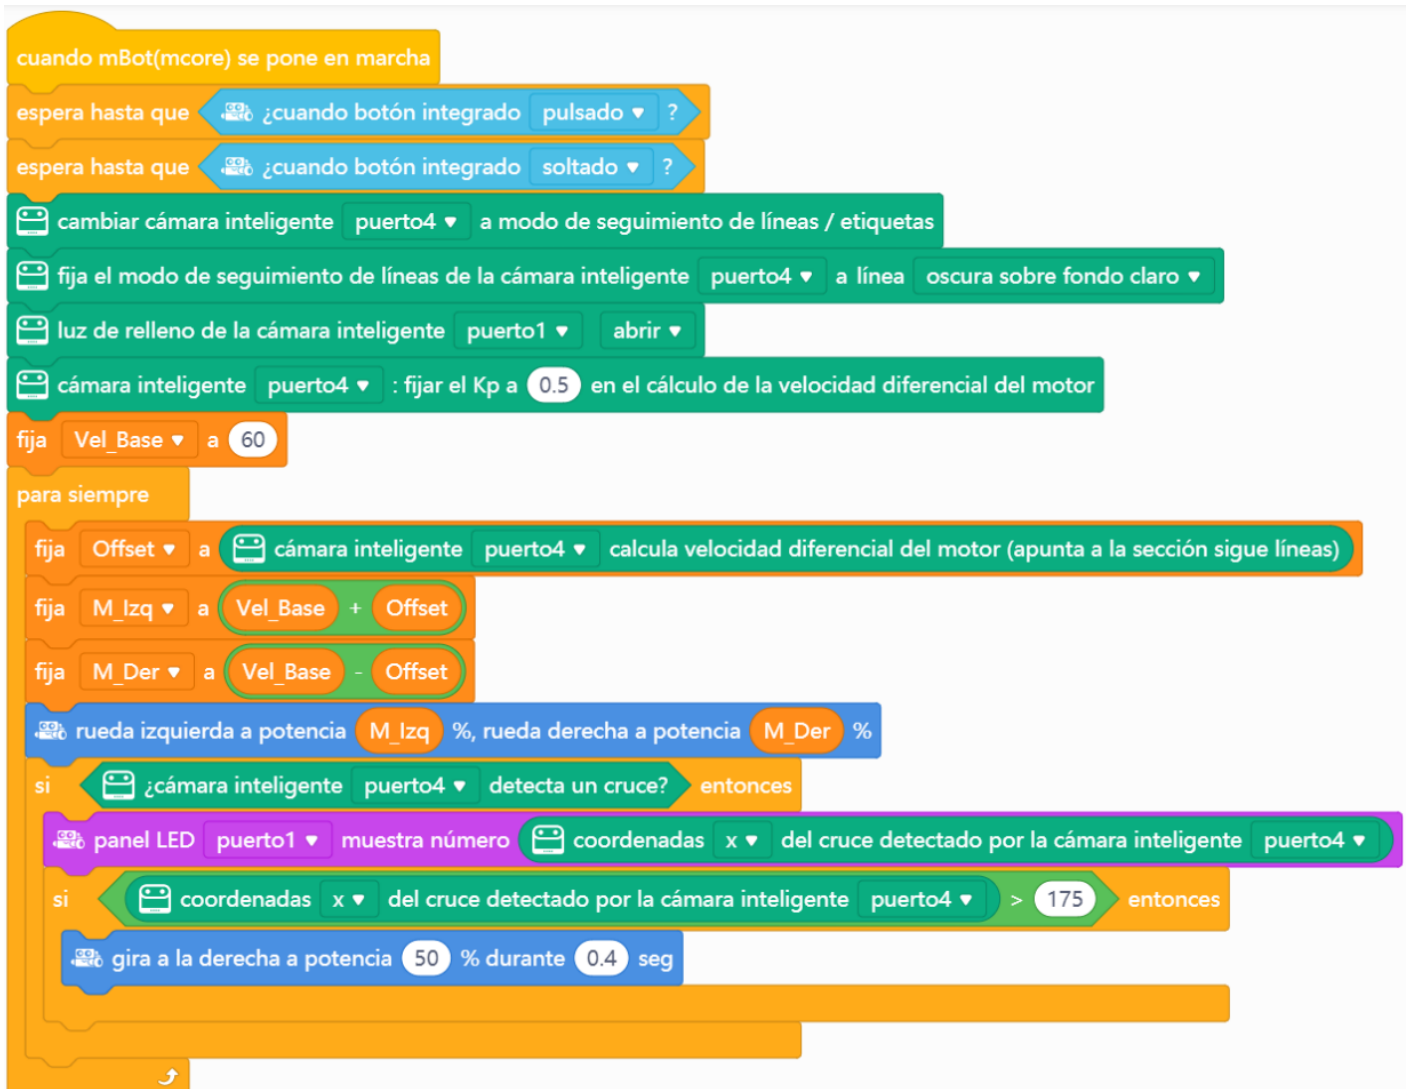 cuando mBot(mcore) se pone en marcha
espera hasta que ¿cuando botón integrado pulsado ?
espera hasta que ¿cuando botón integrado soltado ?
cambiar cámara inteligente puerto4 a modo de seguimiento de líneas / etiquetas
fija el modo de seguimiento de líneas de la cámara inteligente puerto4 a línea oscura sobre fondo claro
luz de relleno de la cámara inteligente puerto1 abrir
cámara inteligente puerto4 : fijar el Kp a 0.5 en el cálculo de la velocidad diferencial del motor
fija Vel_Base a 60
para siempre
fija Offset a cámara inteligente puerto4 calcula velocidad diferencial del motor (apunta a la sección sigue líneas)
fija M_Izq a Vel_Base + Offset
fija M_Der a Vel_Base - Offset
rueda izquierda a potencia M_Izq %, rueda derecha a potencia M_Der %
si ¿cámara inteligente puerto4 detecta un cruce? entonces
panel LED puerto1 muestra número coordenadas x del cruce detectado por la cámara inteligente puerto4
si coordenadas x del cruce detectado por la cámara inteligente puerto4 > 175 entonces
gira a la derecha a potencia 50 % durante 0.4 seg